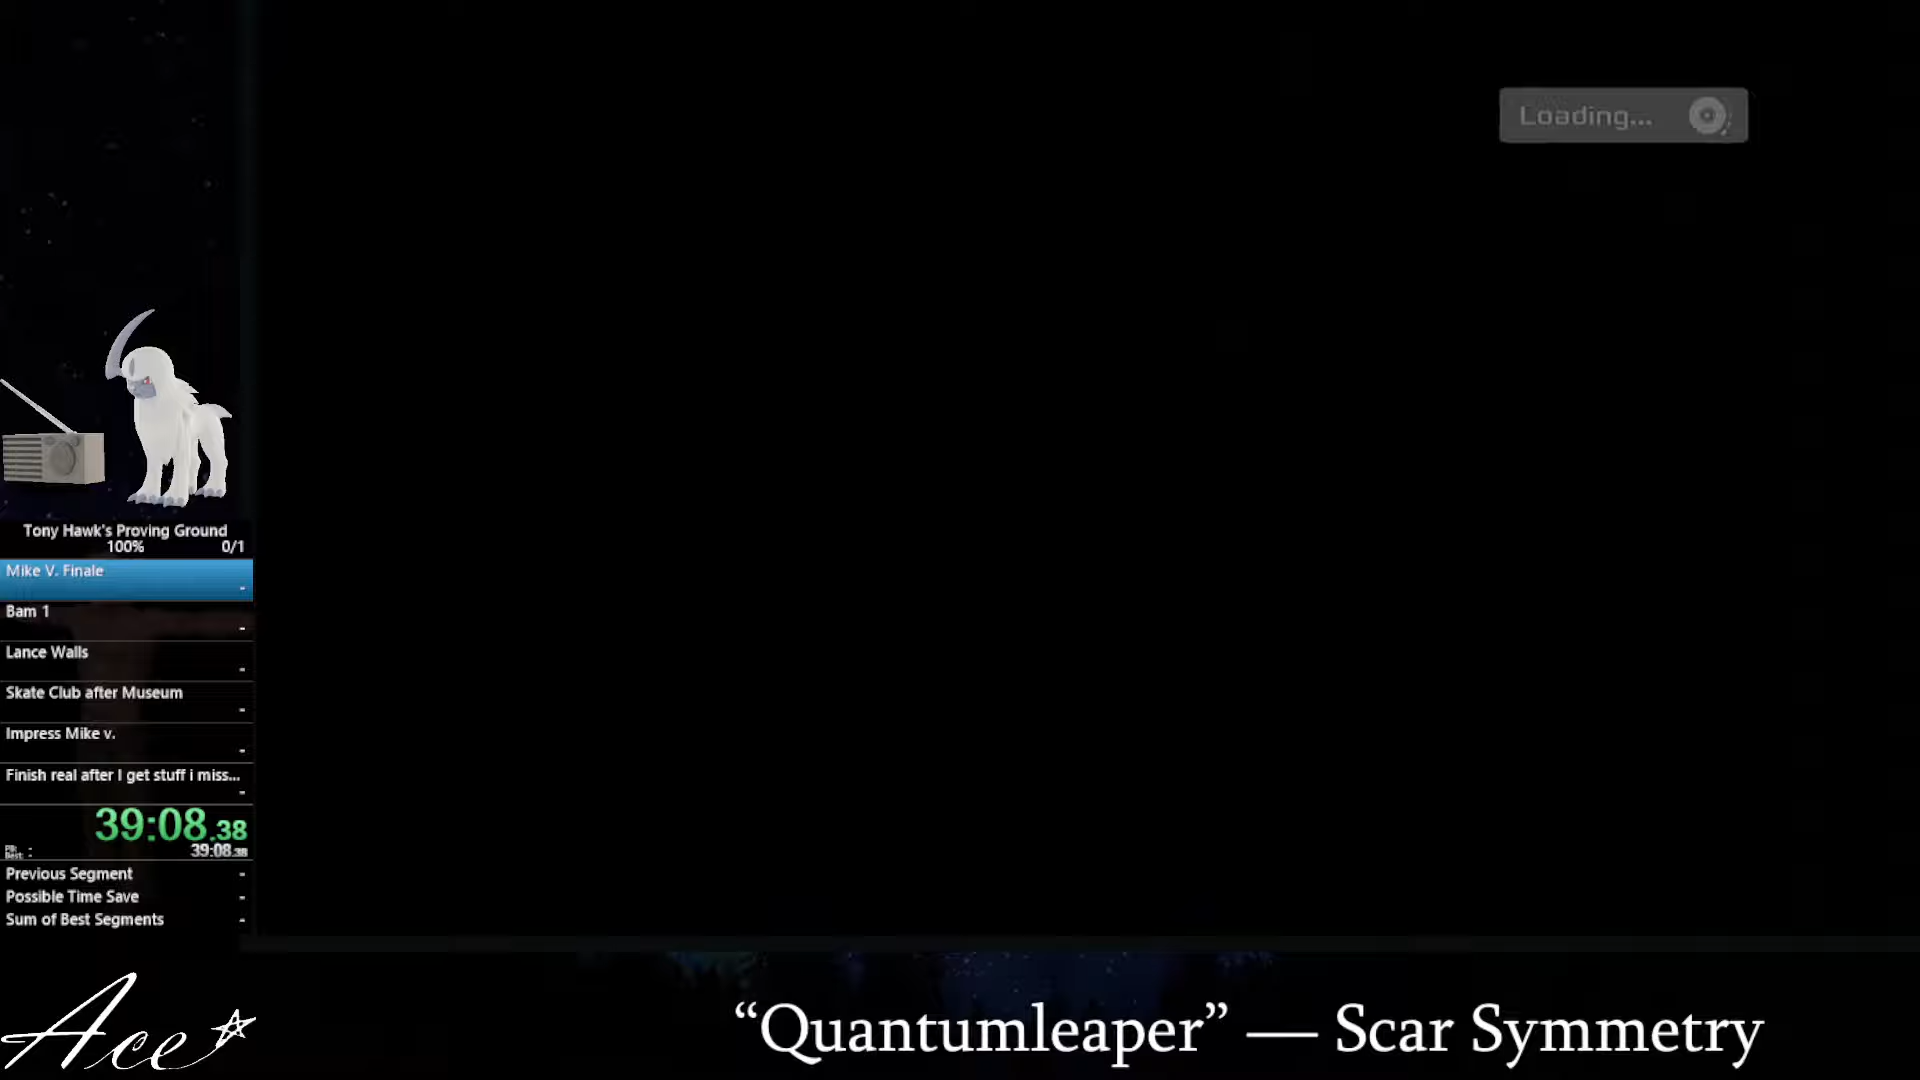 Loading...
Tony Hawk's Proving Ground
100% 0/1
Mike V. Finale
-
Bam 1
-
Lance Walls
-
Skate Club after Museum
-
Impress Mike v.
-
Finish real after I get stuff i miss...
-
39:08.38
PB: -
Best: -
39:08.38
Previous Segment -
Possible Time Save -
Sum of Best Segments -
Ace
“Quantumleaper” — Scar Symmetry